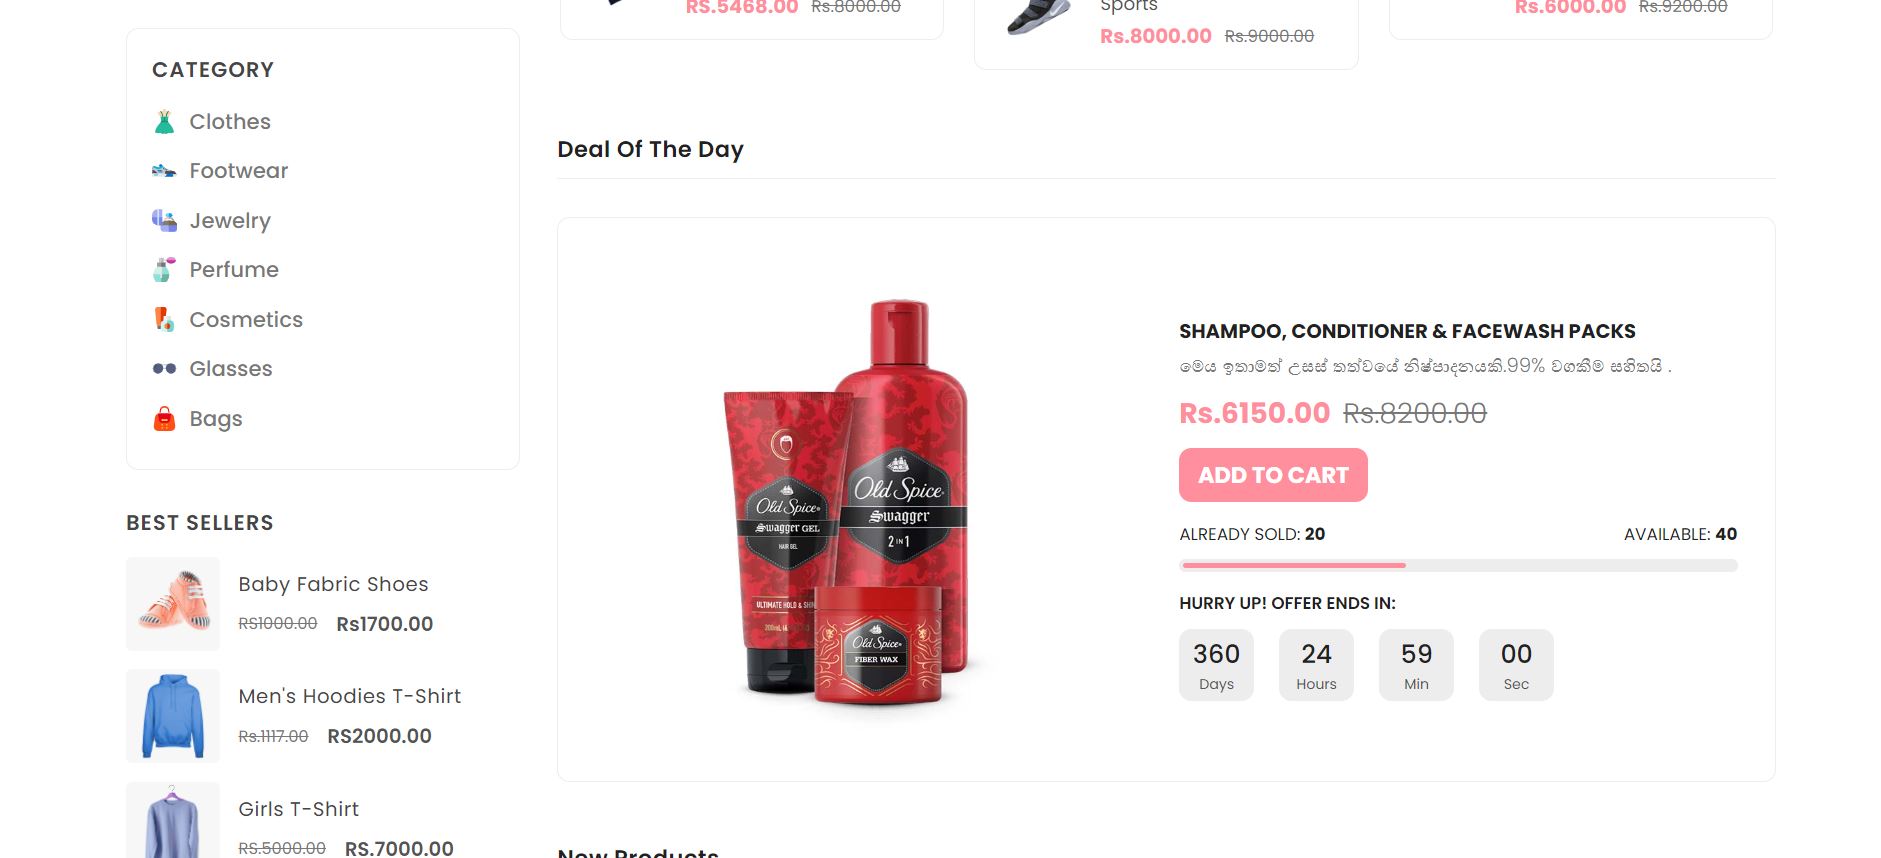 RS.5468.00 Rs.8000.00
Sports
Rs.8000.00 Rs.9000.00
Rs.6000.00 Rs.9200.00
CATEGORY
Clothes
Footwear
Jewelry
Perfume
Cosmetics
Glasses
Bags
BEST SELLERS
Baby Fabric Shoes
RS1000.00 Rs1700.00
Men's Hoodies T-Shirt
Rs.1117.00 RS2000.00
Girls T-Shirt
RS.5000.00 RS.7000.00
Deal Of The Day
Old Spice
Swagger GEL
HAIR GEL
ULTIMATE HOLD &
Old Spice
Swagger
2 IN 1
Old Spice
FIBER WAX
SHAMPOO, CONDITIONER & FACEWASH PACKS
මෙය ඉතාමත් උසස් තත්වයේ නිෂ්පාදනයකි.99% වගකීම සහිතයි .
Rs.6150.00 Rs.8200.00
ADD TO CART
ALREADY SOLD: 20 AVAILABLE: 40
HURRY UP! OFFER ENDS IN:
360 24 59 00
Days Hours Min Sec
New Products